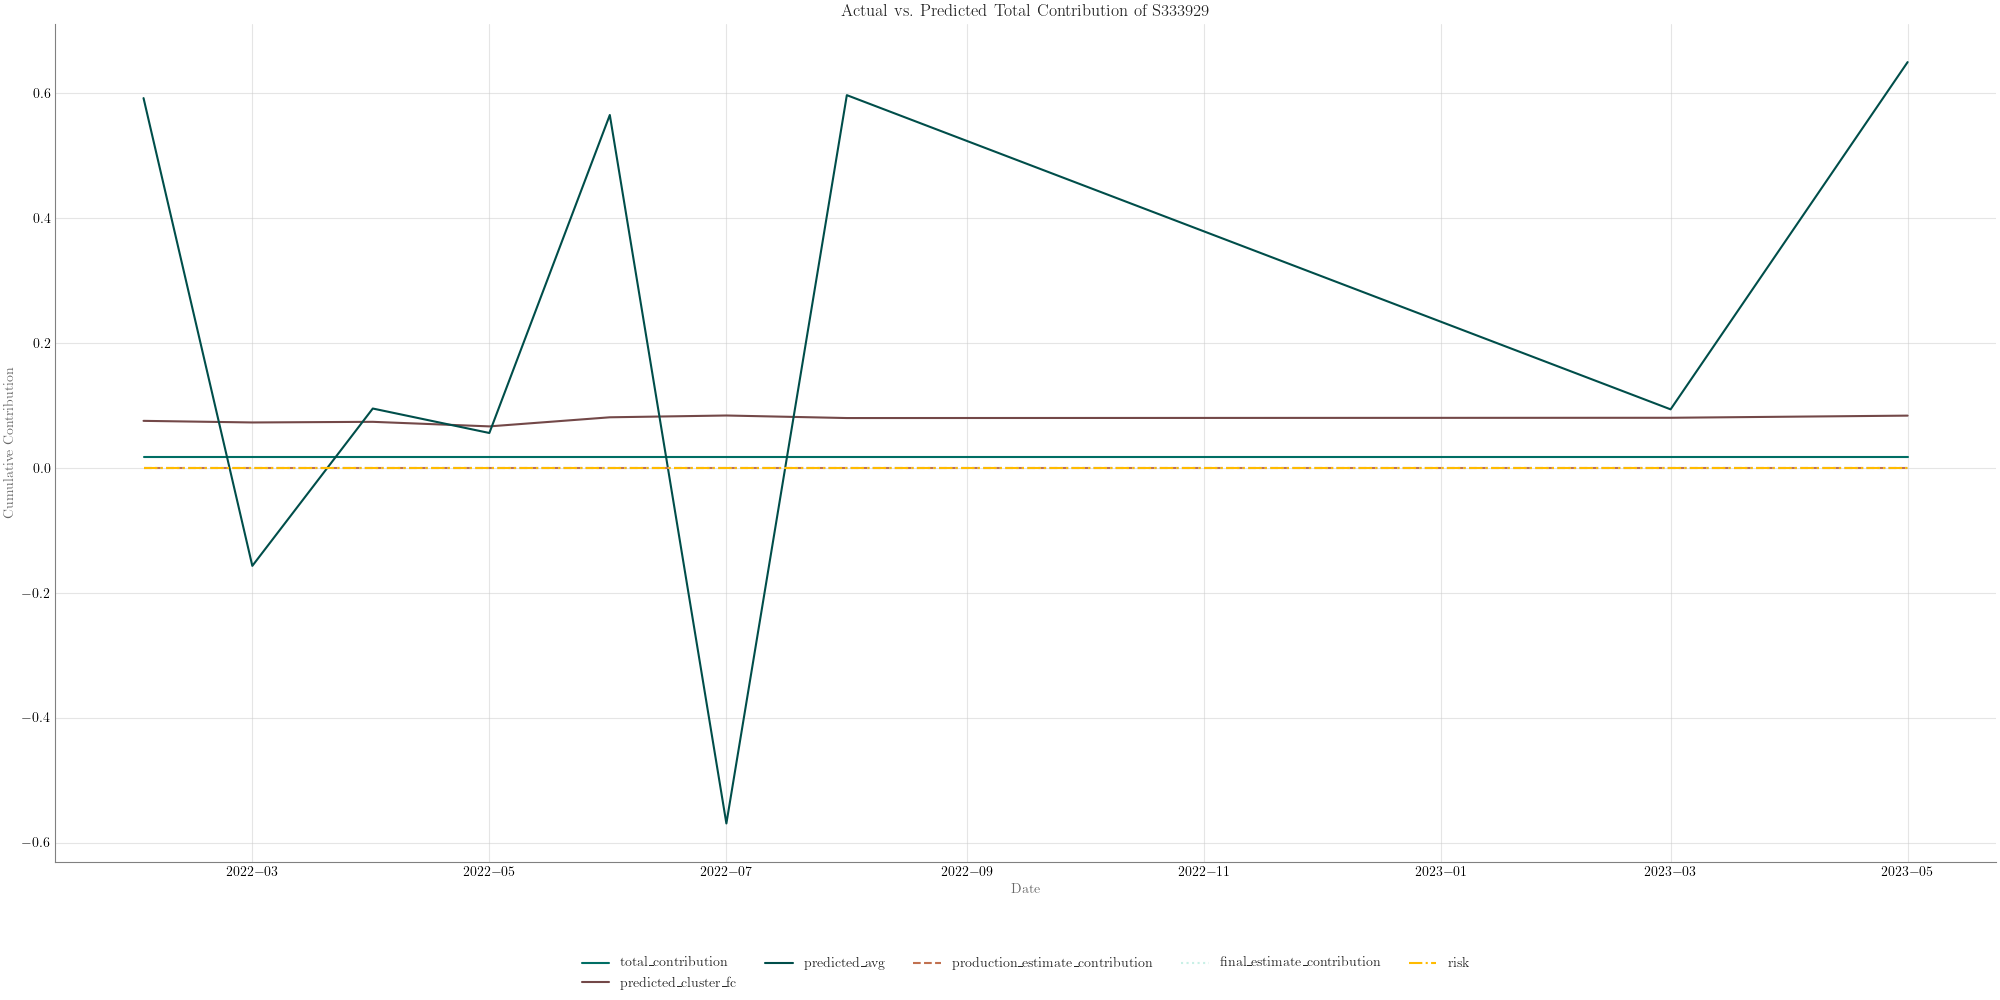 Actual vs. Predicted Total Contribution of S333929
Cumulative Contribution
0.6
0.4
0.2
0.0
−0.2
−0.4
−0.6
2022−03 2022−05 2022−07 2022−09 2022−11 2023−01 2023−03 2023−05
Date
total_contribution predicted_avg production_estimate_contribution final_estimate_contribution risk
predicted_cluster_fc